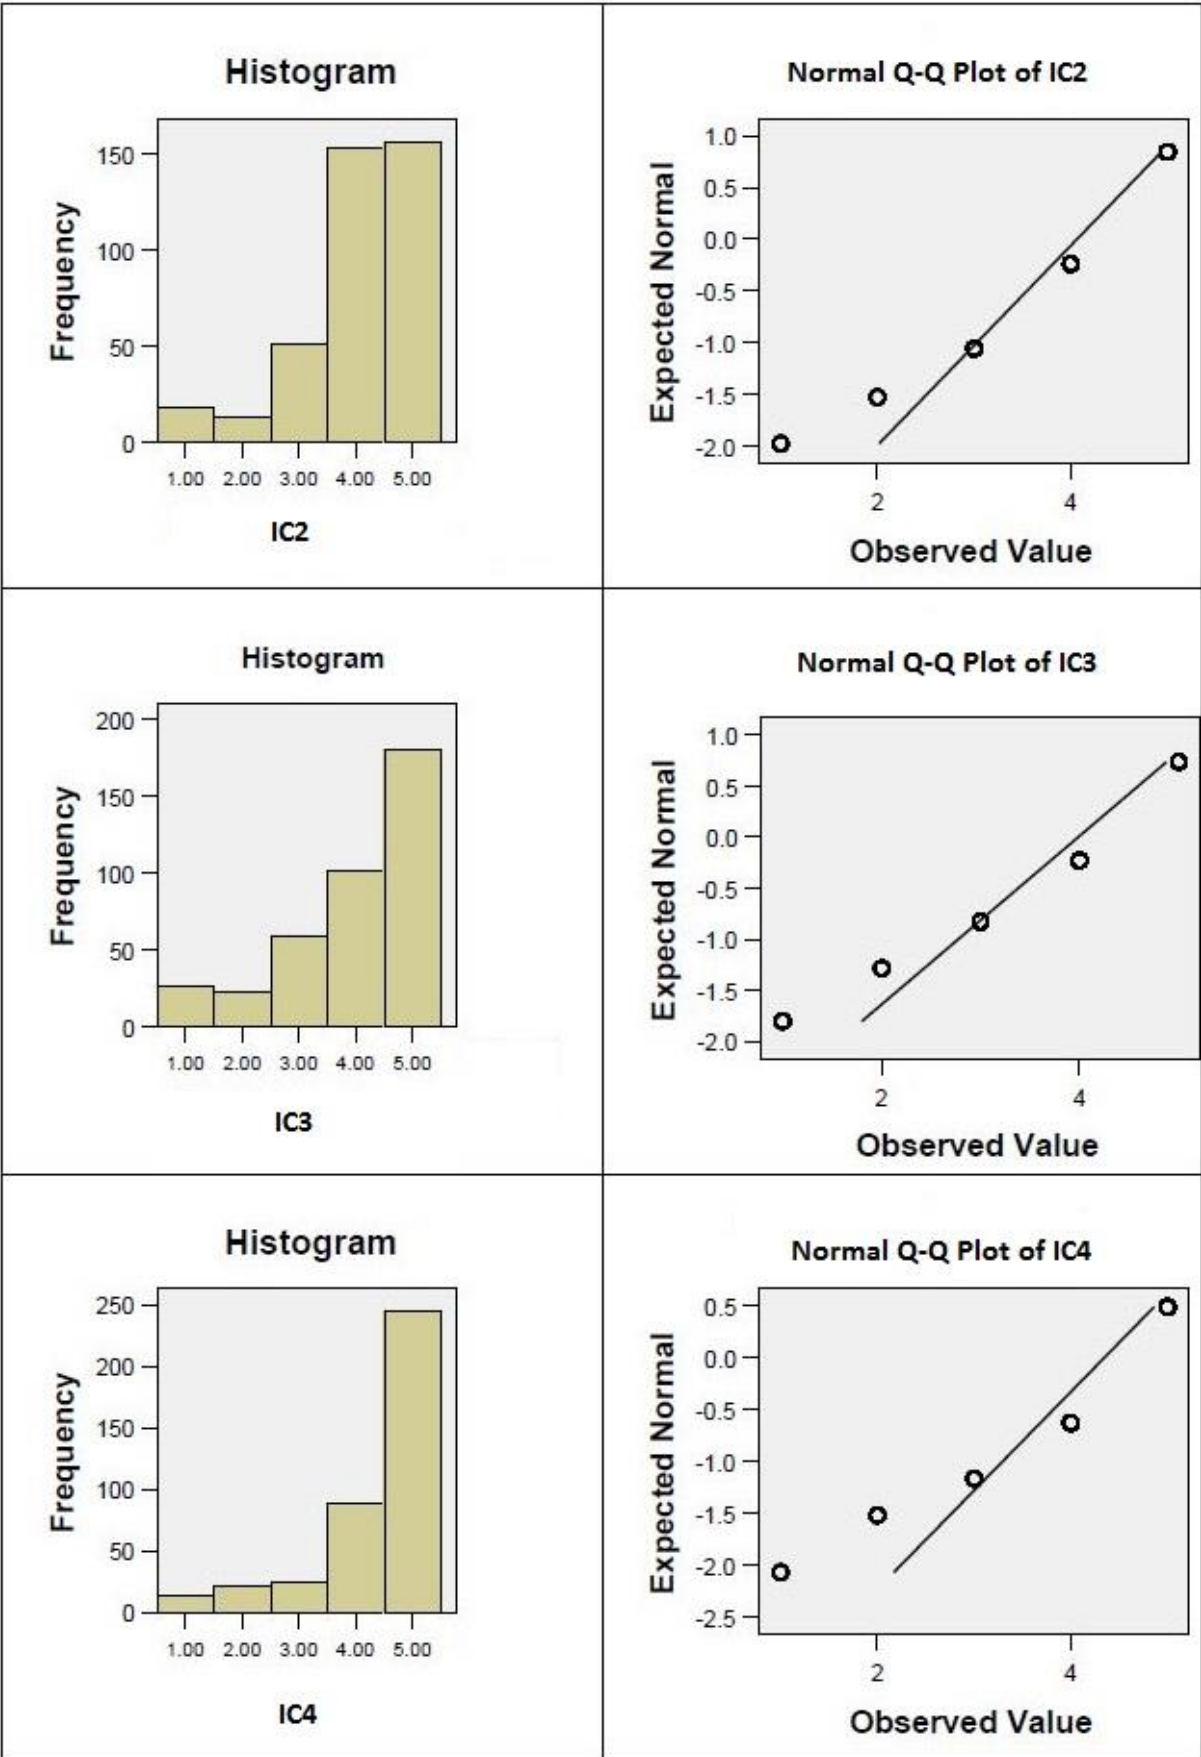 Histogram
Frequency
150
100
50
0
1.00 2.00 3.00 4.00 5.00
IC2
Normal Q-Q Plot of IC2
Expected Normal
1.0
0.5
0.0
-0.5
-1.0
-1.5
-2.0
2 4
Observed Value
Histogram
Frequency
200
150
100
50
0
1.00 2.00 3.00 4.00 5.00
IC3
Normal Q-Q Plot of IC3
Expected Normal
1.0
0.5
0.0
-0.5
-1.0
-1.5
-2.0
2 4
Observed Value
Histogram
Frequency
250
200
150
100
50
0
1.00 2.00 3.00 4.00 5.00
IC4
Normal Q-Q Plot of IC4
Expected Normal
0.5
0.0
-0.5
-1.0
-1.5
-2.0
-2.5
2 4
Observed Value